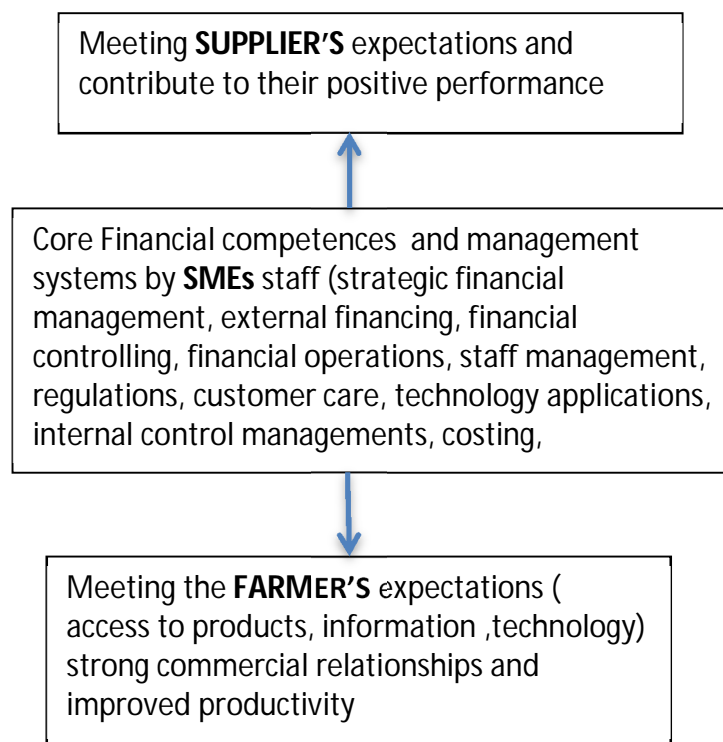 Meeting SUPPLIER'S expectations and
contribute to their positive performance
Core Financial competences and management
systems by SMEs staff (strategic financial
management, external financing, financial
controlling, financial operations, staff management,
regulations, customer care, technology applications,
internal control managements, costing,
Meeting the FARMER'S expectations (
access to products, information ,technology)
strong commercial relationships and
improved productivity